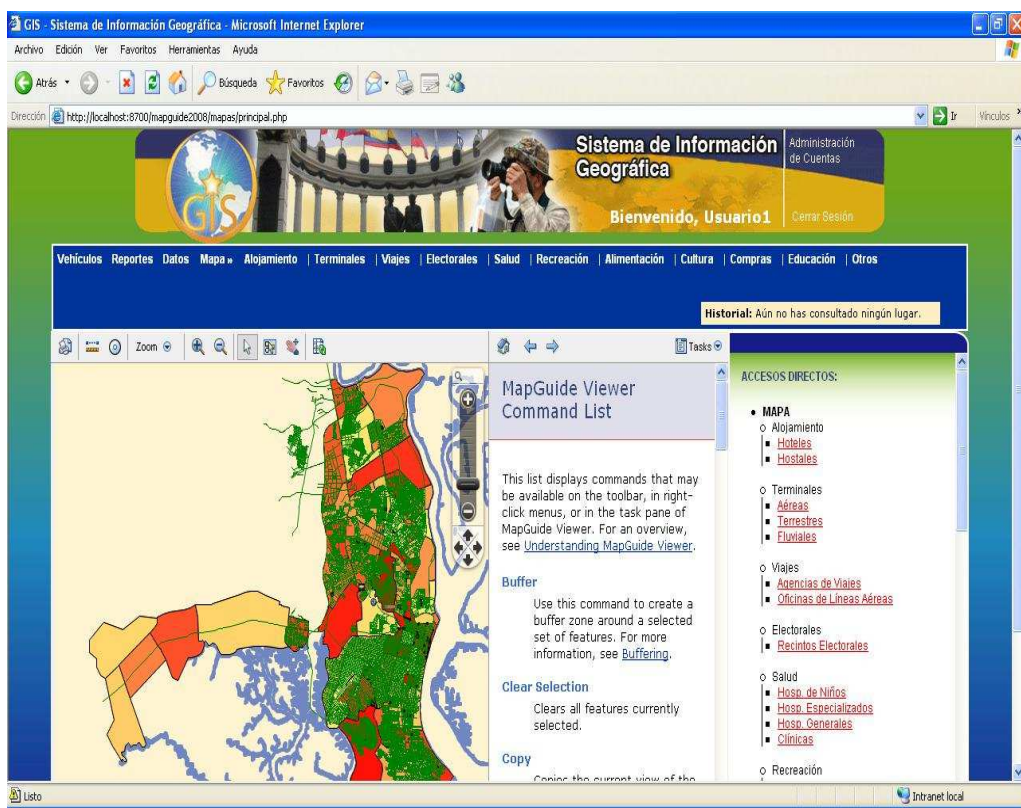 GIS - Sistema de Información Geográfica - Microsoft Internet Explorer
Archivo Edición Ver Favoritos Herramientas Ayuda
Atrás Búsqueda Favoritos
Dirección http://localhost:8700/mapguide2008/mapas/principal.php Ir Vínculos »
GIS
Sistema de Información
Geográfica
Administración
de Cuentas
Bienvenido, Usuario1
Cerrar Sesión
Vehículos Reportes Datos Mapa » Alojamiento | Terminales | Viajes | Electorales | Salud | Recreación | Alimentación | Cultura | Compras | Educación | Otros
Historial: Aún no has consultado ningún lugar.
Zoom
Tasks
MapGuide Viewer
Command List
This list displays commands that may
be available on the toolbar, in right-
click menus, or in the task pane of
MapGuide Viewer. For an overview,
see Understanding MapGuide Viewer.
Buffer
Use this command to create a
buffer zone around a selected
set of features. For more
information, see Buffering.
Clear Selection
Clears all features currently
selected.
Copy
Copies the current view of the
ACCESOS DIRECTOS:
MAPA
Alojamiento
Hoteles
Hostales
Terminales
Aéreas
Terrestres
Fluviales
Viajes
Agencias de Viajes
Oficinas de Líneas Aéreas
Electorales
Recintos Electorales
Salud
Hosp. de Niños
Hosp. Especializados
Hosp. Generales
Clínicas
Recreación
Listo
Intranet local